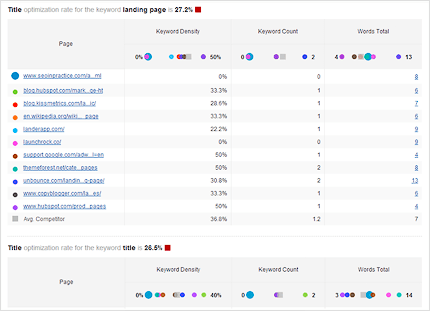 Title optimization rate for the keyword landing page is 27.2%
Page Keyword Density Keyword Count Words Total
0% 50% 0 2 4 13
www.seoinpractice.com/a...ml 0% 0 8
blog.hubspot.com/mark...ge-ht 33.3% 1 6
blog.kissmetrics.com/la...ic/ 28.6% 1 7
en.wikipedia.org/wiki... page 33.3% 1 6
landerapp.com/ 22.2% 1 9
launchrock.co/ 0% 0 9
support.google.com/adw...l=en 50% 1 4
themeforest.net/cate...pages 50% 2 8
unbounce.com/landin...g-page/ 30.8% 2 13
www.copyblogger.com/la...es/ 33.3% 1 6
www.hubspot.com/prod...pages 50% 1 4
Avg. Competitor 36.8% 1.2 7
Title optimization rate for the keyword title is 26.5%
Page Keyword Density Keyword Count Words Total
0% 40% 0 2 3 14